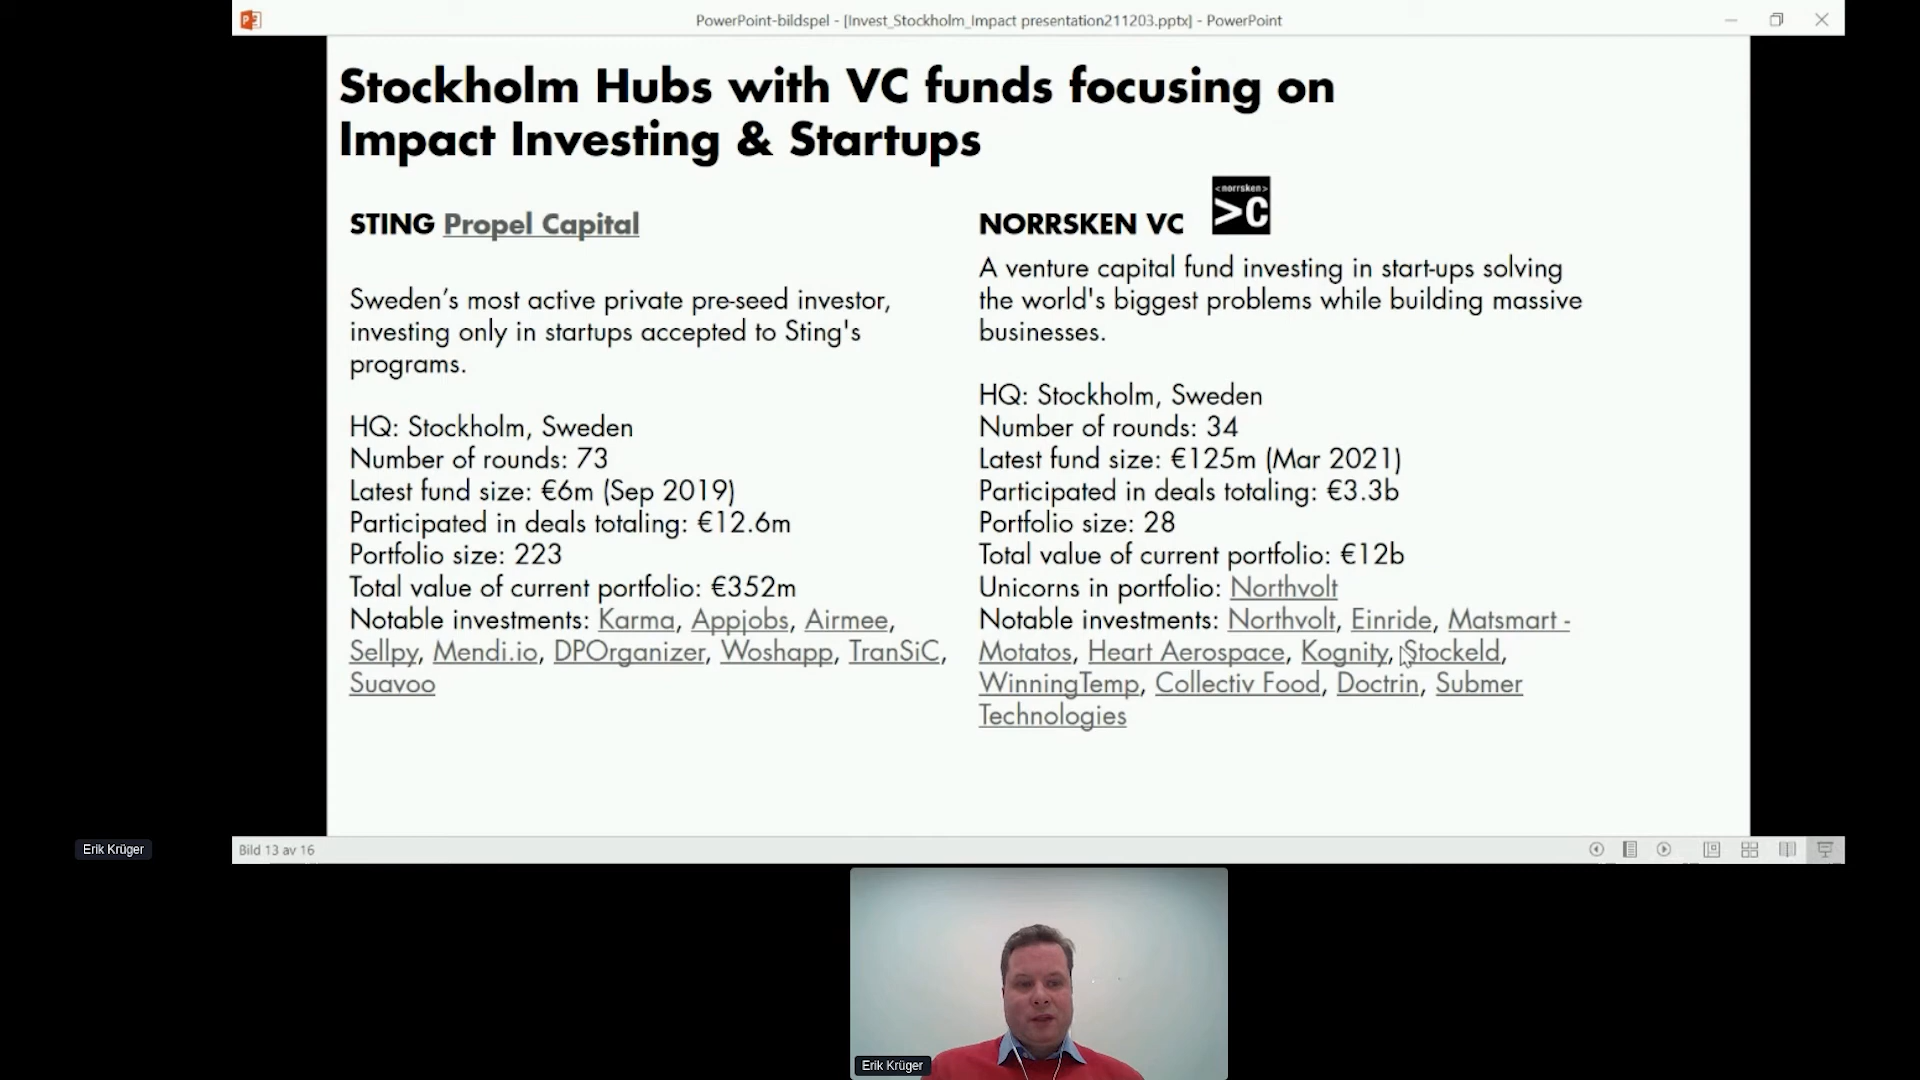 PowerPoint-bildspel - [Invest_Stockholm_Impact presentation211203.pptx] - PowerPoint
Stockholm Hubs with VC funds focusing on
Impact Investing & Startups
STING Propel Capital
Sweden’s most active private pre-seed investor,
investing only in startups accepted to Sting's
programs.
HQ: Stockholm, Sweden
Number of rounds: 73
Latest fund size: €6m (Sep 2019)
Participated in deals totaling: €12.6m
Portfolio size: 223
Total value of current portfolio: €352m
Notable investments: Karma, Appjobs, Airmee,
Sellpy, Mendi.io, DPOrganizer, Woshapp, TranSiC,
Suavoo
NORRSKEN VC
<norrsken>
>C
A venture capital fund investing in start-ups solving
the world's biggest problems while building massive
businesses.
HQ: Stockholm, Sweden
Number of rounds: 34
Latest fund size: €125m (Mar 2021)
Participated in deals totaling: €3.3b
Portfolio size: 28
Total value of current portfolio: €12b
Unicorns in portfolio: Northvolt
Notable investments: Northvolt, Einride, Matsmart -
Motatos, Heart Aerospace, Kognity, Stockeld,
WinningTemp, Collectiv Food, Doctrin, Submer
Technologies
Erik Krüger
Bild 13 av 16
Erik Krüger